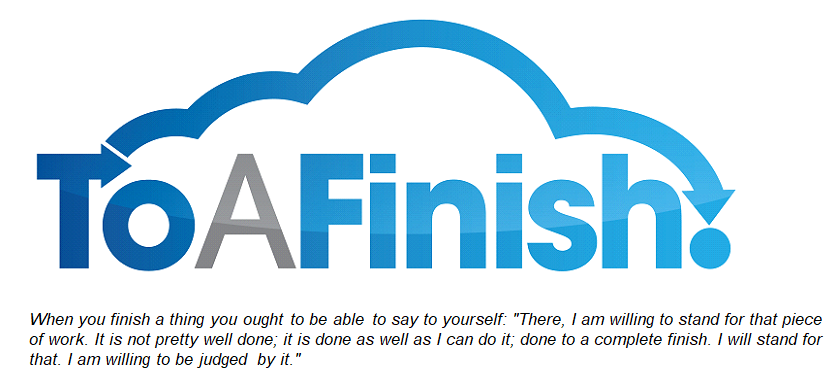 ToAFinish.
When you finish a thing you ought to be able to say to yourself: "There, I am willing to stand for that piece
of work. It is not pretty well done; it is done as well as I can do it; done to a complete finish. I will stand for
that. I am willing to be judged by it."